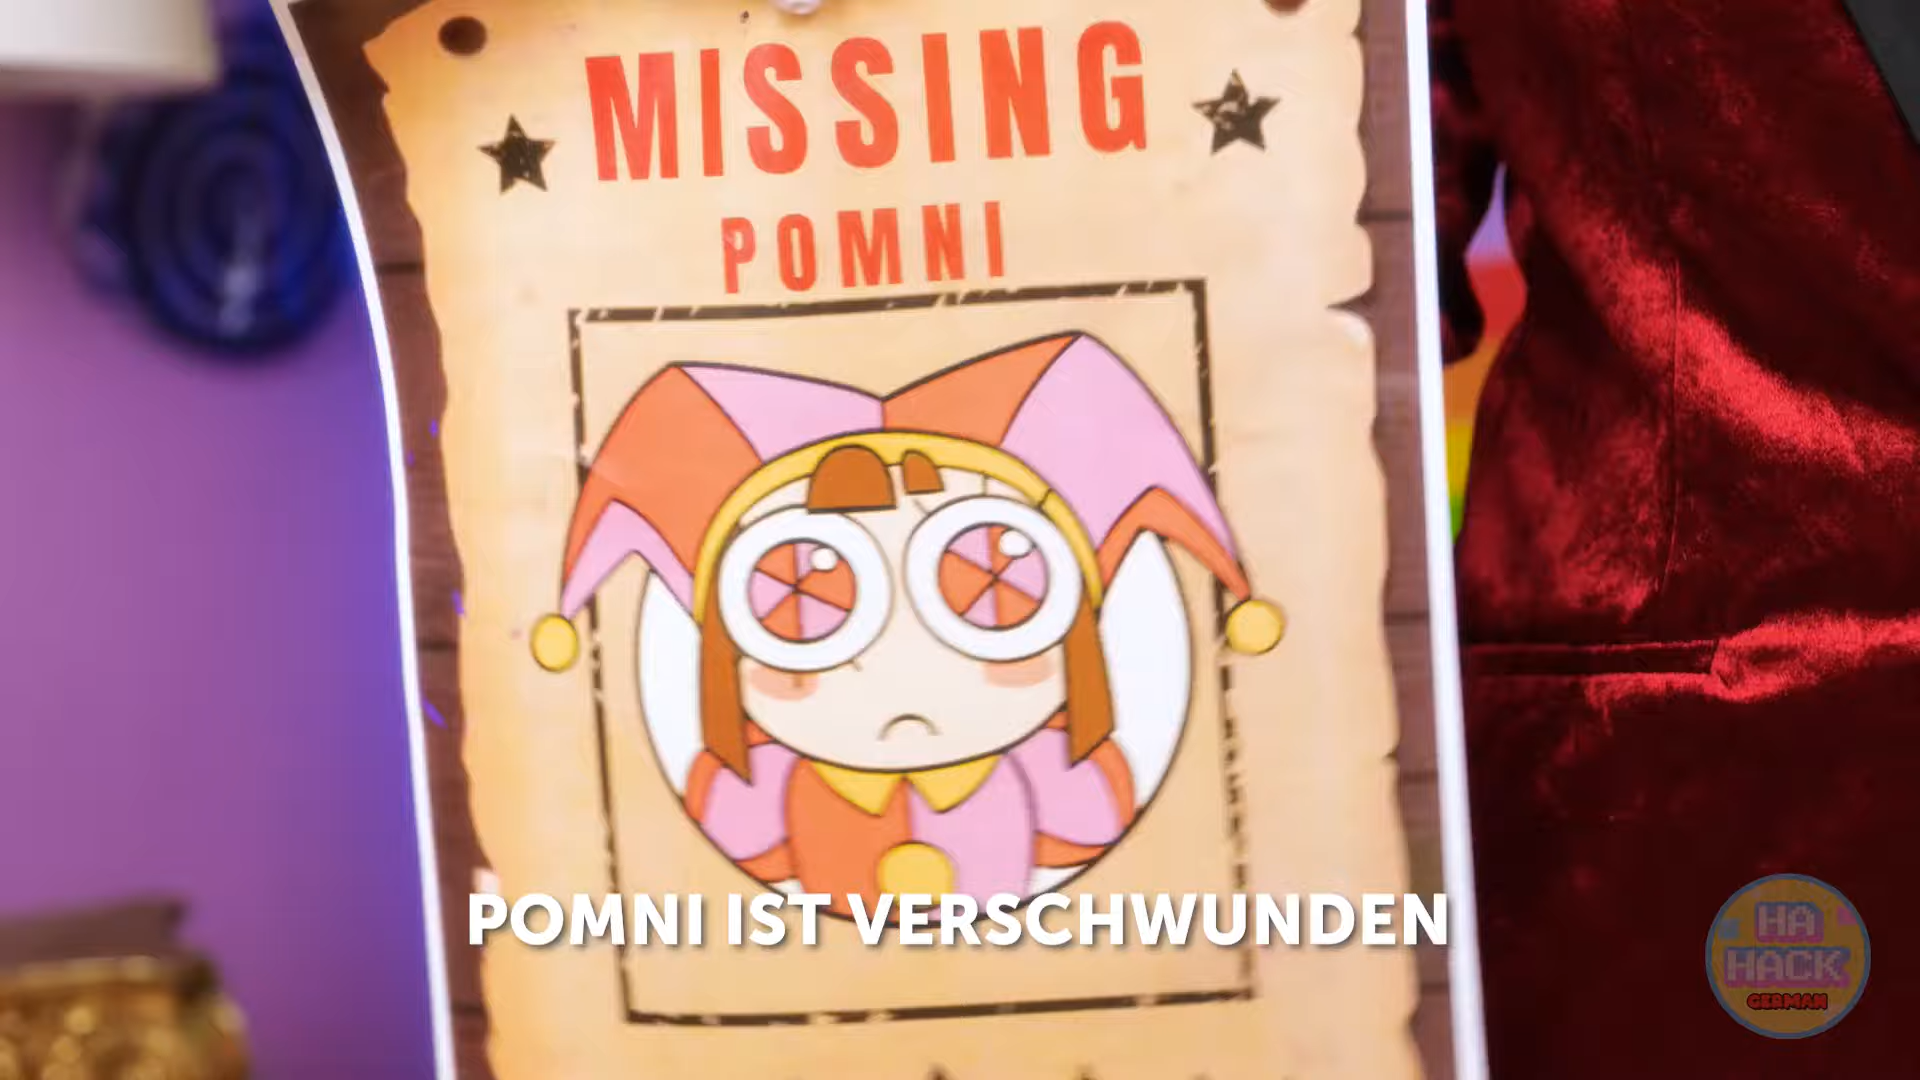 MISSING
POMNI
POMNI IST VERSCHWUNDEN
HA
HACK
GERMAN